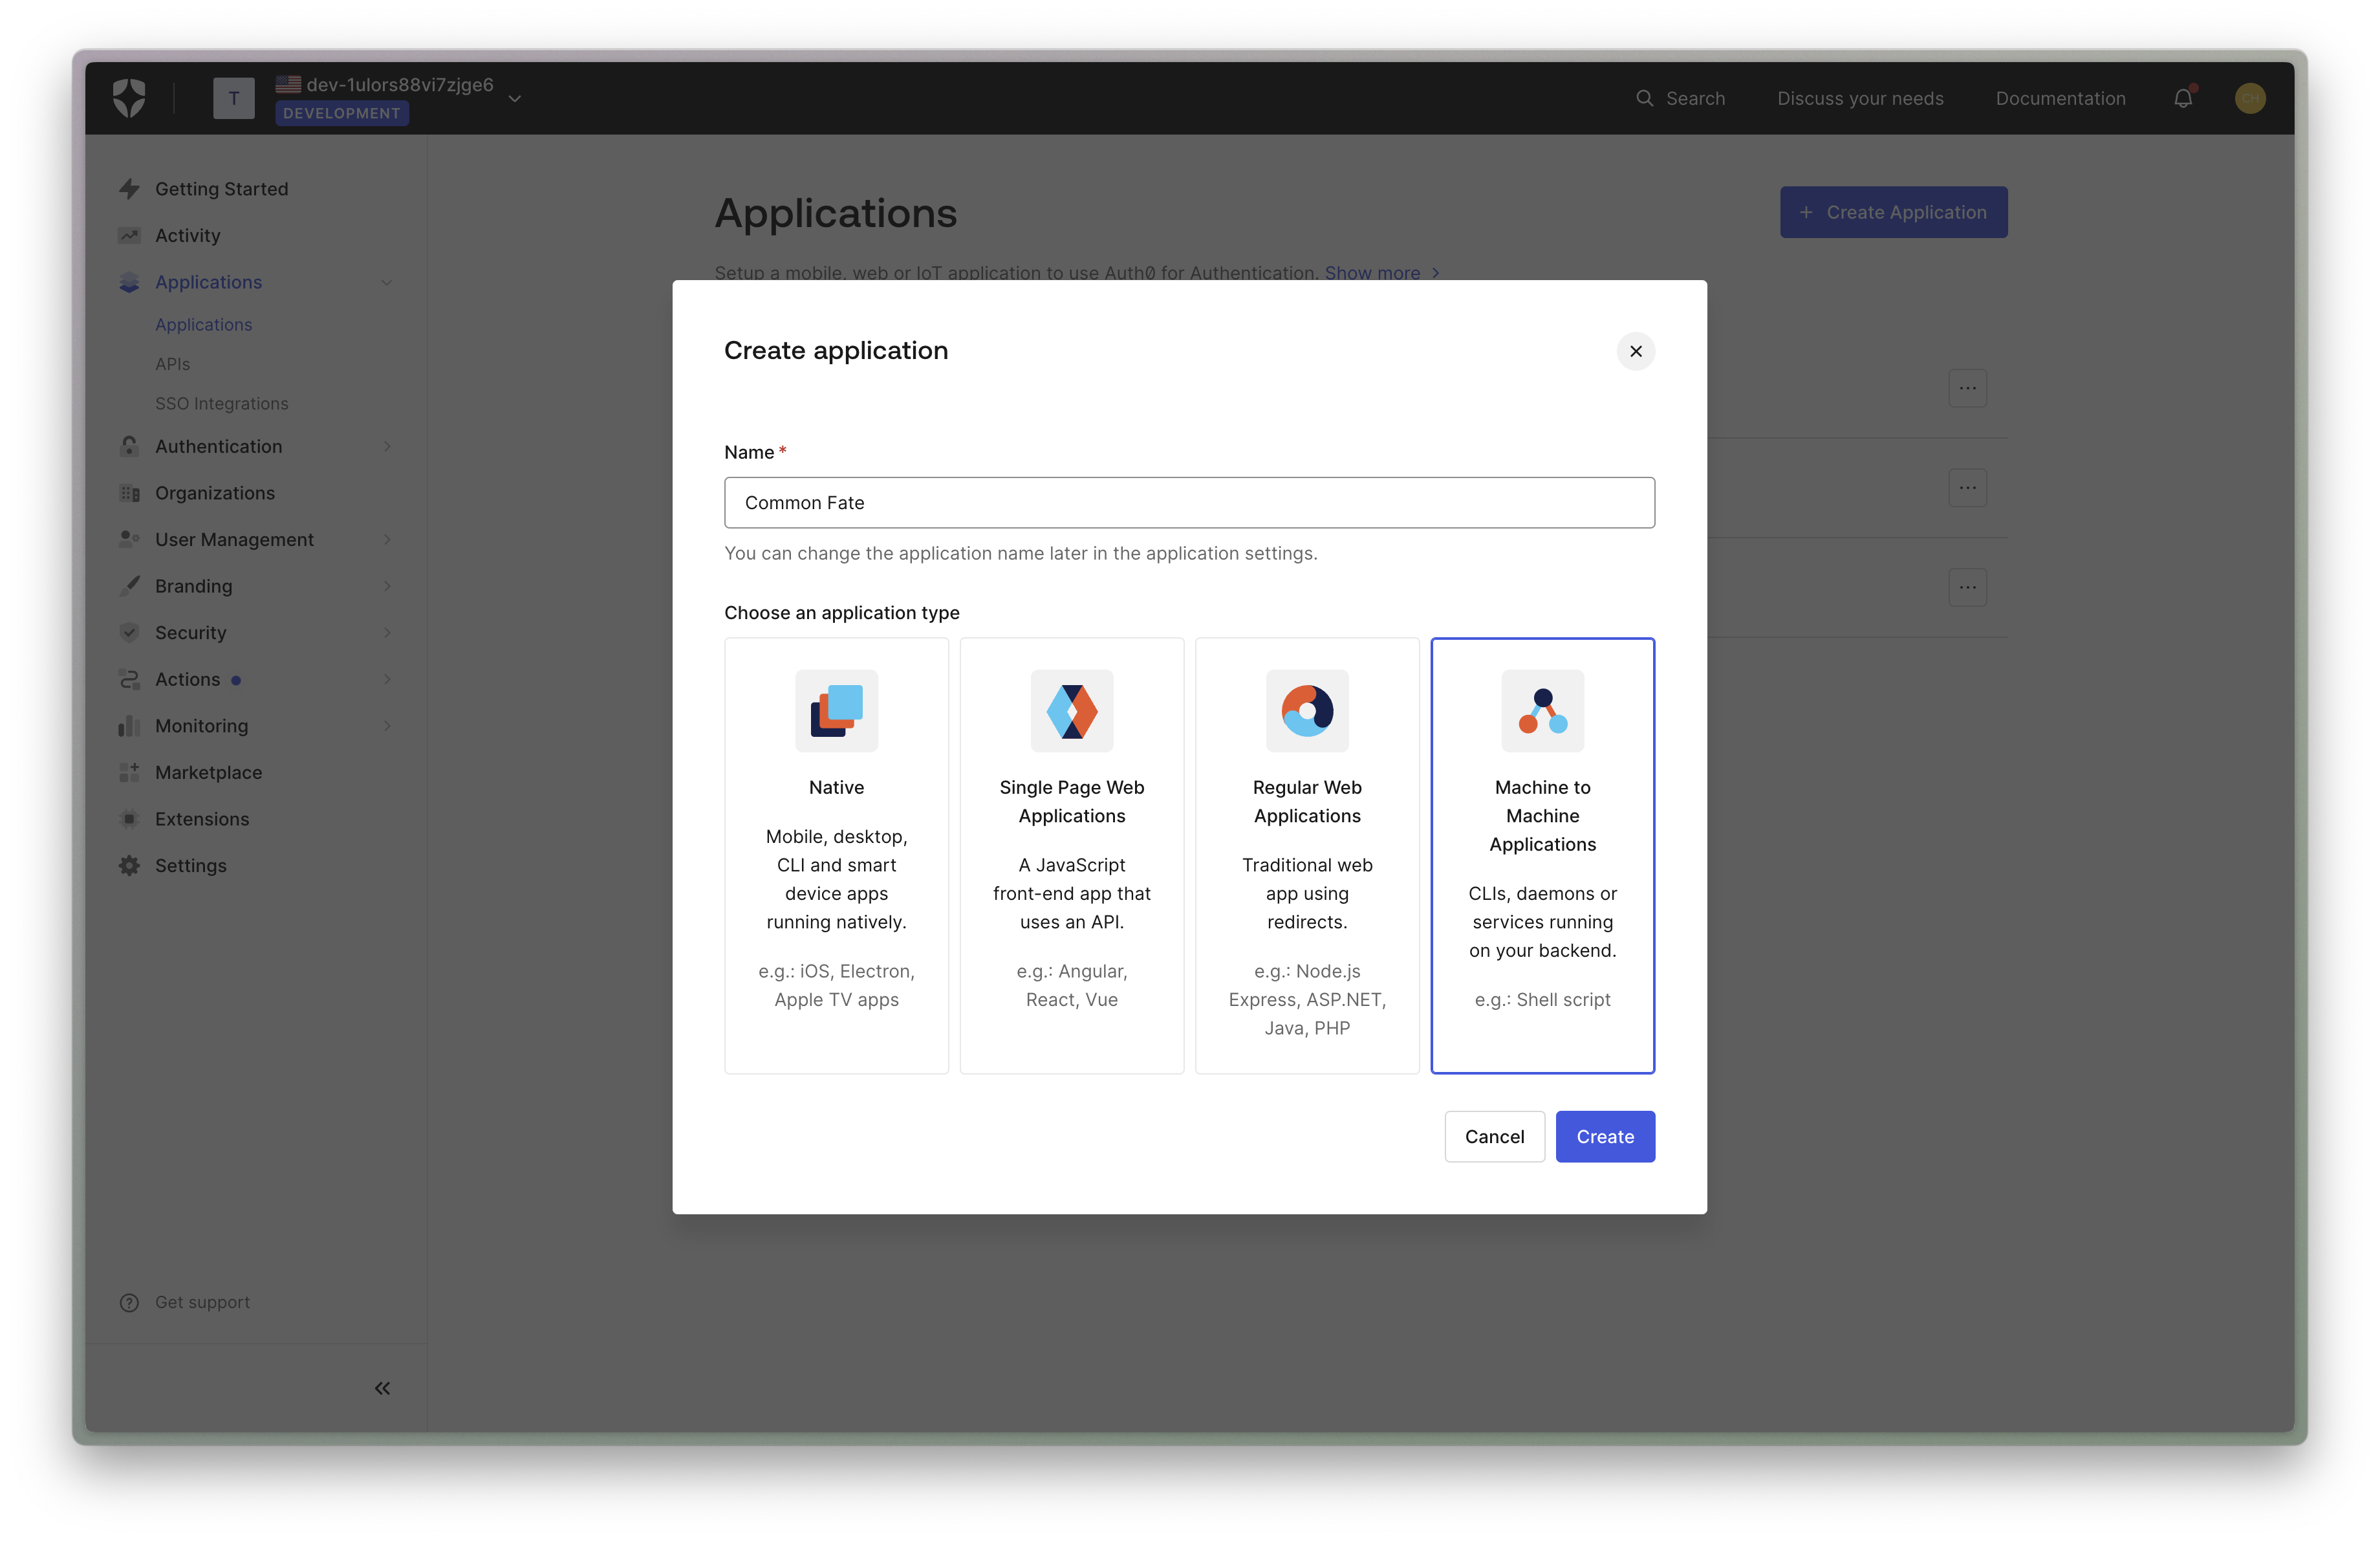 T
dev-1ulors88vi7zjge6
DEVELOPMENT
Search
Discuss your needs
Documentation
CH
Getting Started
Activity
Applications
Applications
APIs
SSO Integrations
Authentication
Organizations
User Management
Branding
Security
Actions
Monitoring
Marketplace
Extensions
Settings
Get support
Applications
+ Create Application
Setup a mobile, web or IoT application to use Auth0 for Authentication. Show more
Create application
Name *
Common Fate
You can change the application name later in the application settings.
Choose an application type
Native
Mobile, desktop,
CLI and smart
device apps
running natively.
e.g.: iOS, Electron,
Apple TV apps
Single Page Web
Applications
A JavaScript
front-end app that
uses an API.
e.g.: Angular,
React, Vue
Regular Web
Applications
Traditional web
app using
redirects.
e.g.: Node.js
Express, ASP.NET,
Java, PHP
Machine to
Machine
Applications
CLIs, daemons or
services running
on your backend.
e.g.: Shell script
Cancel
Create